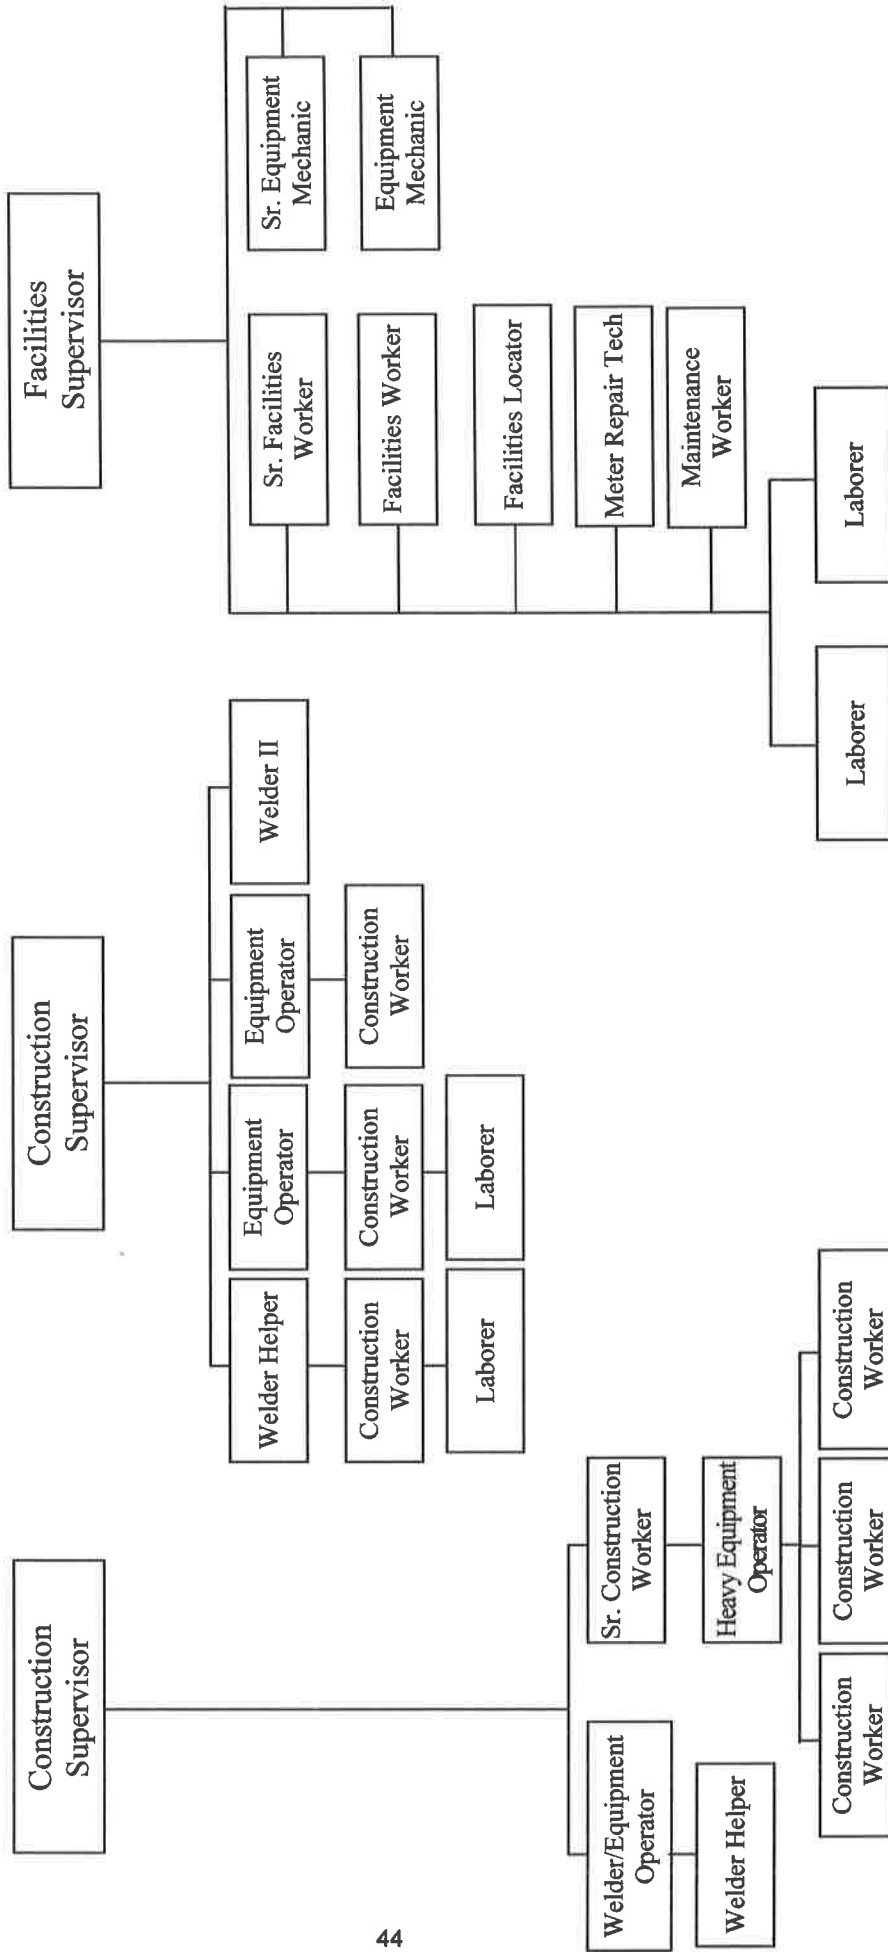 Construction
Supervisor
Welder/Equipment
Operator
Welder Helper
Sr. Construction
Worker
Heavy Equipment
Operator
Construction
Worker
Construction
Worker
Construction
Worker
Construction
Supervisor
Welder Helper
Construction
Worker
Laborer
Equipment
Operator
Construction
Worker
Laborer
Equipment
Operator
Construction
Worker
Welder II
Facilities
Supervisor
Sr. Facilities
Worker
Facilities Worker
Facilities Locator
Meter Repair Tech
Maintenance
Worker
Laborer
Laborer
Sr. Equipment
Mechanic
Equipment
Mechanic
44